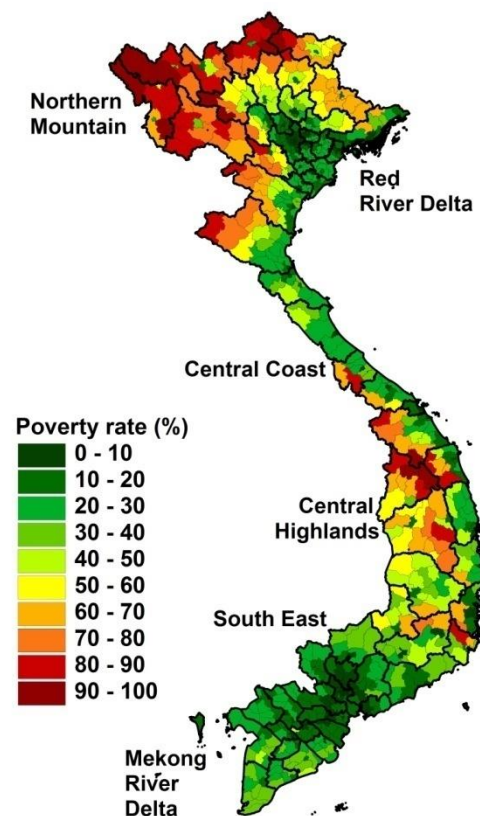 Northern
Mountain
Red
River Delta
Central Coast
Poverty rate (%)
0 - 10
10 - 20
20 - 30
30 - 40
40 - 50
50 - 60
60 - 70
70 - 80
80 - 90
90 - 100
Central
Highlands
South East
Mekong
River
Delta